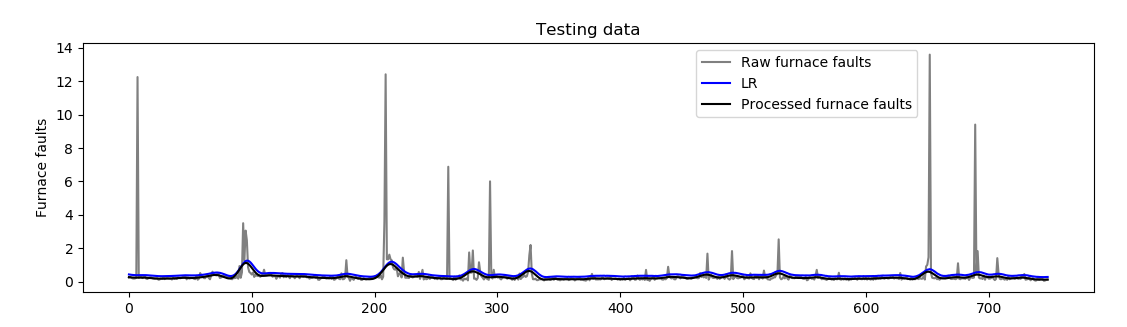 Testing data
Furnace faults
14
12
10
8
6
4
2
0
Raw furnace faults
LR
Processed furnace faults
0 100 200 300 400 500 600 700